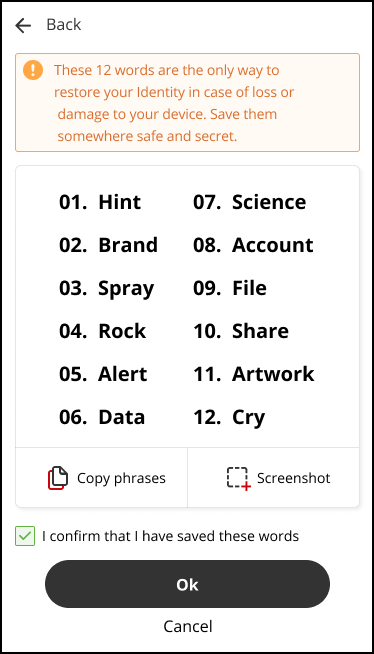 Back
These 12 words are the only way to
restore your Identity in case of loss or
damage to your device. Save them
somewhere safe and secret.
01. Hint
02. Brand
03. Spray
04. Rock
05. Alert
06. Data
07. Science
08. Account
09. File
10. Share
11. Artwork
12. Cry
Copy phrases
Screenshot
I confirm that I have saved these words
Ok
Cancel